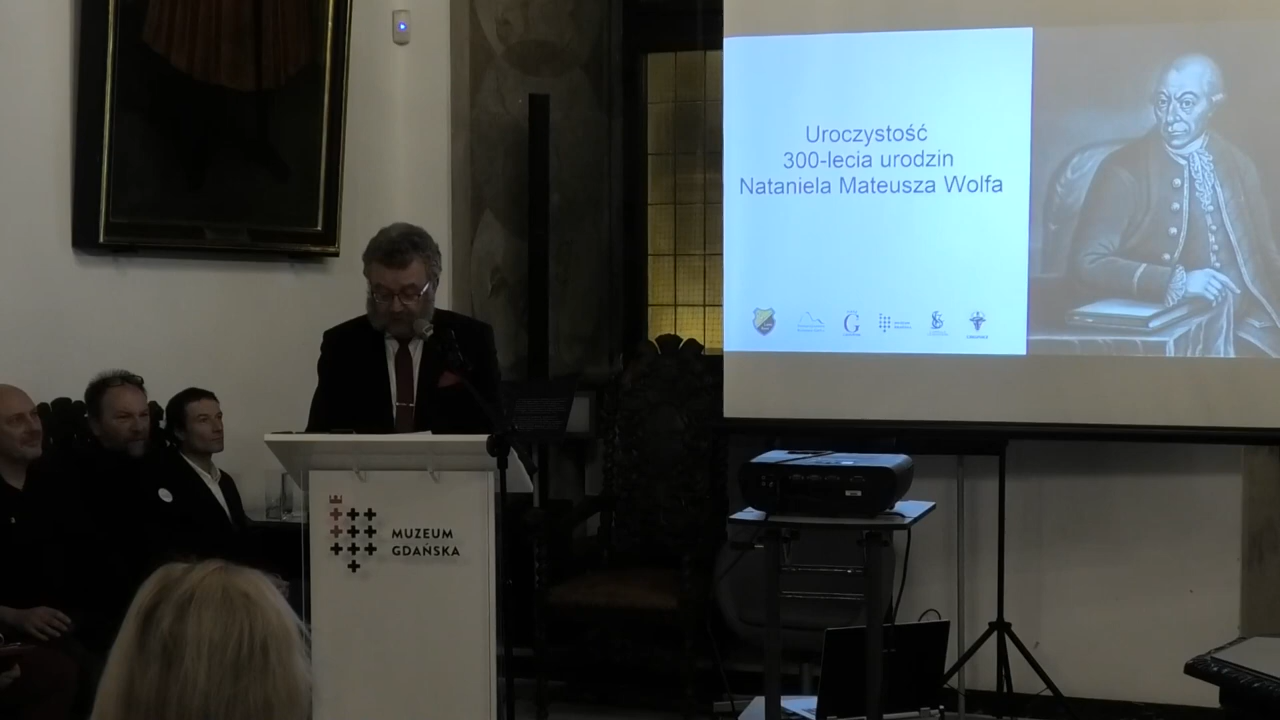 Uroczystość
300-lecia urodzin
Nataniela Mateusza Wolfa
G
MUZEUM
GDAŃSKA